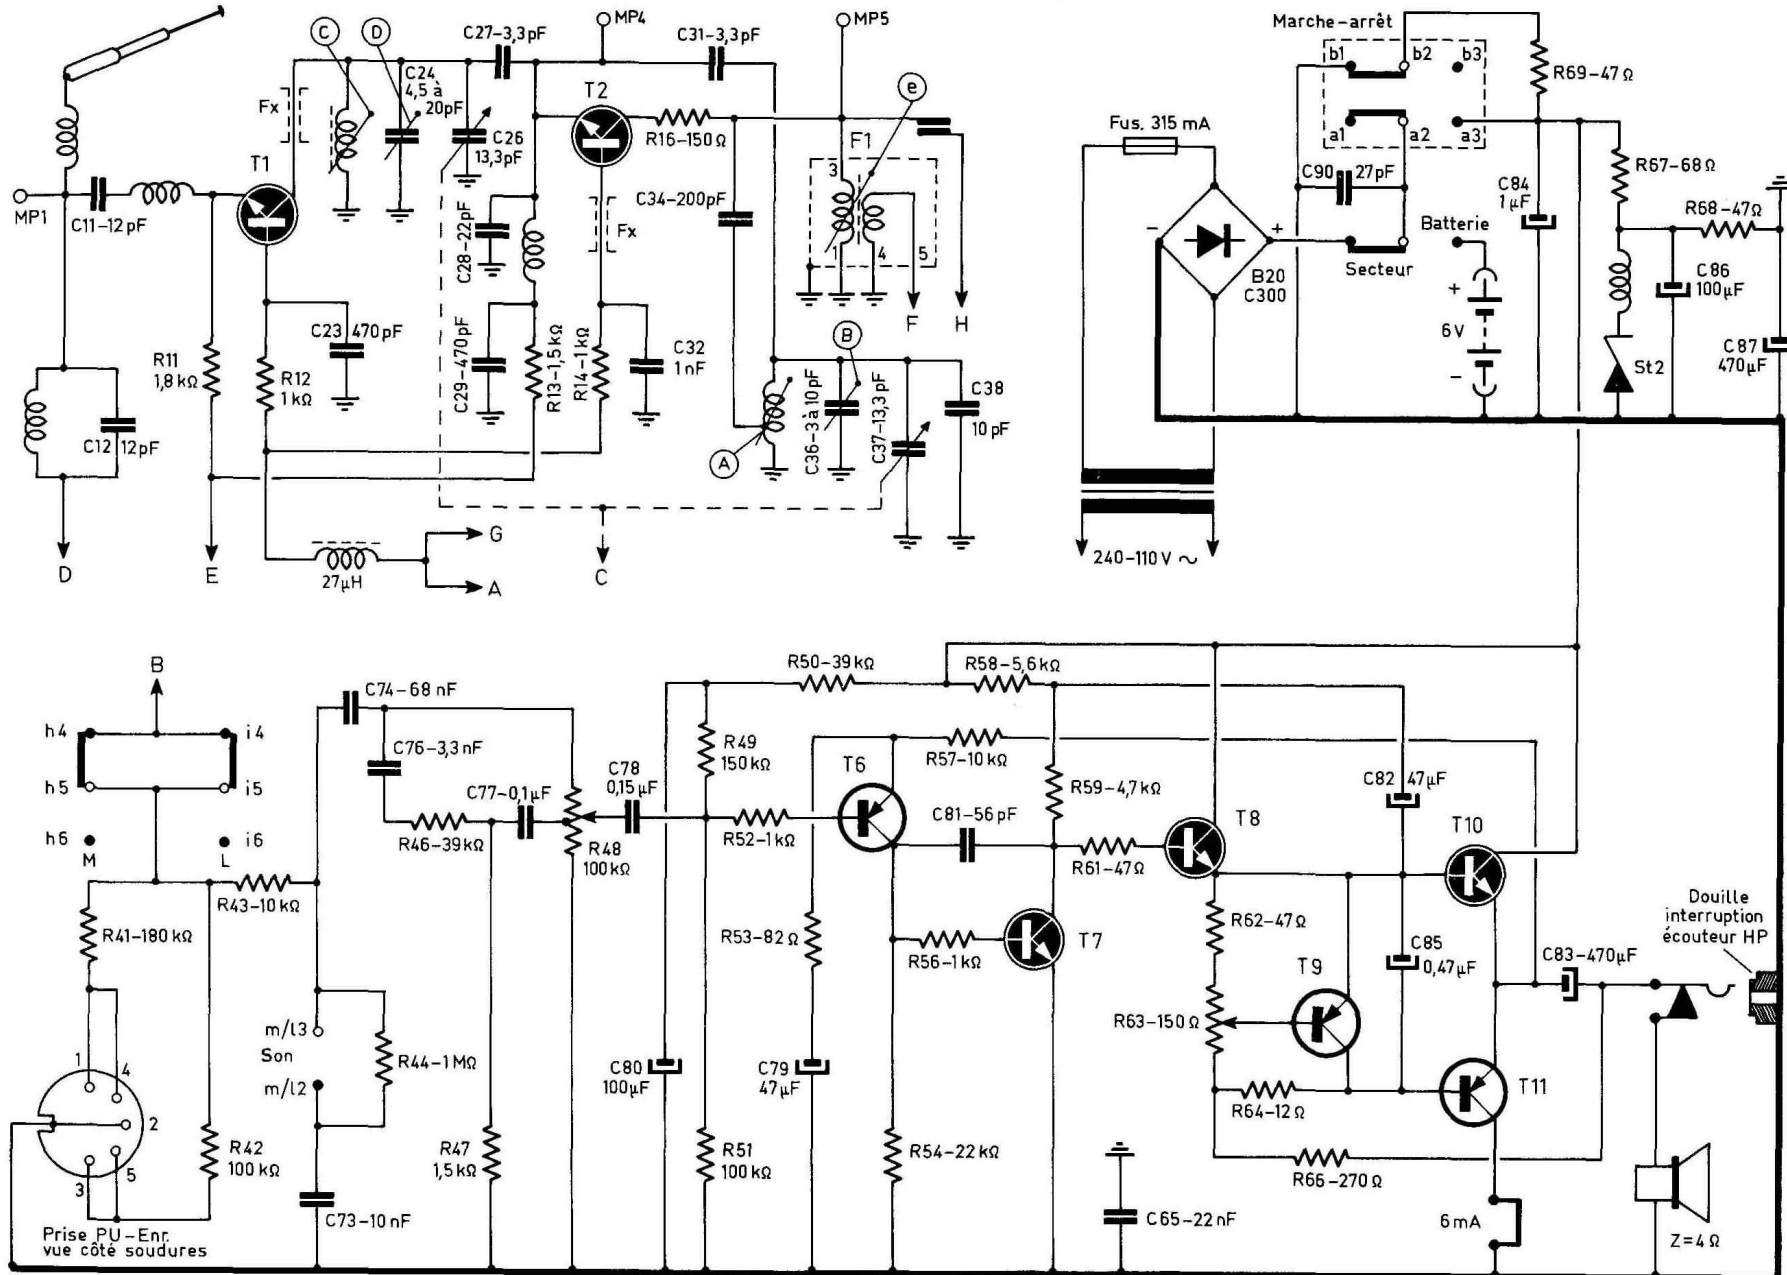 MP4
MP5
C27-3,3pF
C31-3,3pF
C
D
C24
4,5 à
20pF
Fx
T2
C26
13,3pF
R16-150Ω
e
F1
3
1
4
5
T1
MP1
C11-12pF
C28-22pF
Fx
C34-200pF
F
H
C23
470pF
R11
1,8kΩ
R12
1kΩ
C29-470pF
R13-1,5kΩ
R14-1kΩ
C32
1nF
B
C36-3 à 10pF
C37-13,3pF
C38
10pF
A
C12
12pF
D
E
27µH
G
A
C
Marche-arrêt
b1
b2
b3
a1
a2
a3
R69-47Ω
Fus. 315 mA
C90
27pF
-
+
B20
C300
Secteur
Batterie
+
6V
-
C84
1µF
R67-68Ω
R68-47Ω
C86
100µF
St2
C87
470µF
240-110V ~
B
h4
i4
h5
i5
h6
M
i6
L
C74-68nF
C76-3,3nF
C77-0,1µF
R46-39kΩ
R43-10kΩ
R41-180kΩ
C78
0,15µF
R48
100kΩ
R50-39kΩ
R58-5,6kΩ
R49
150kΩ
R57-10kΩ
T6
R59-4,7kΩ
C82
47µF
R52-1kΩ
C81-56pF
R61-47Ω
T8
T10
R53-82Ω
R56-1kΩ
T7
R62-47Ω
C85
0,47µF
Douille
interruption
écouteur HP
C83-470µF
T9
R63-150Ω
m/l3
Son
m/l2
R44-1MΩ
1
4
2
3
5
C80
100µF
C79
47µF
R64-12Ω
T11
R42
100kΩ
R47
1,5kΩ
R51
100kΩ
R54-22kΩ
R66-270Ω
C73-10nF
C65-22nF
6mA
Z=4Ω
Prise PU-Enr.
vue côté soudures